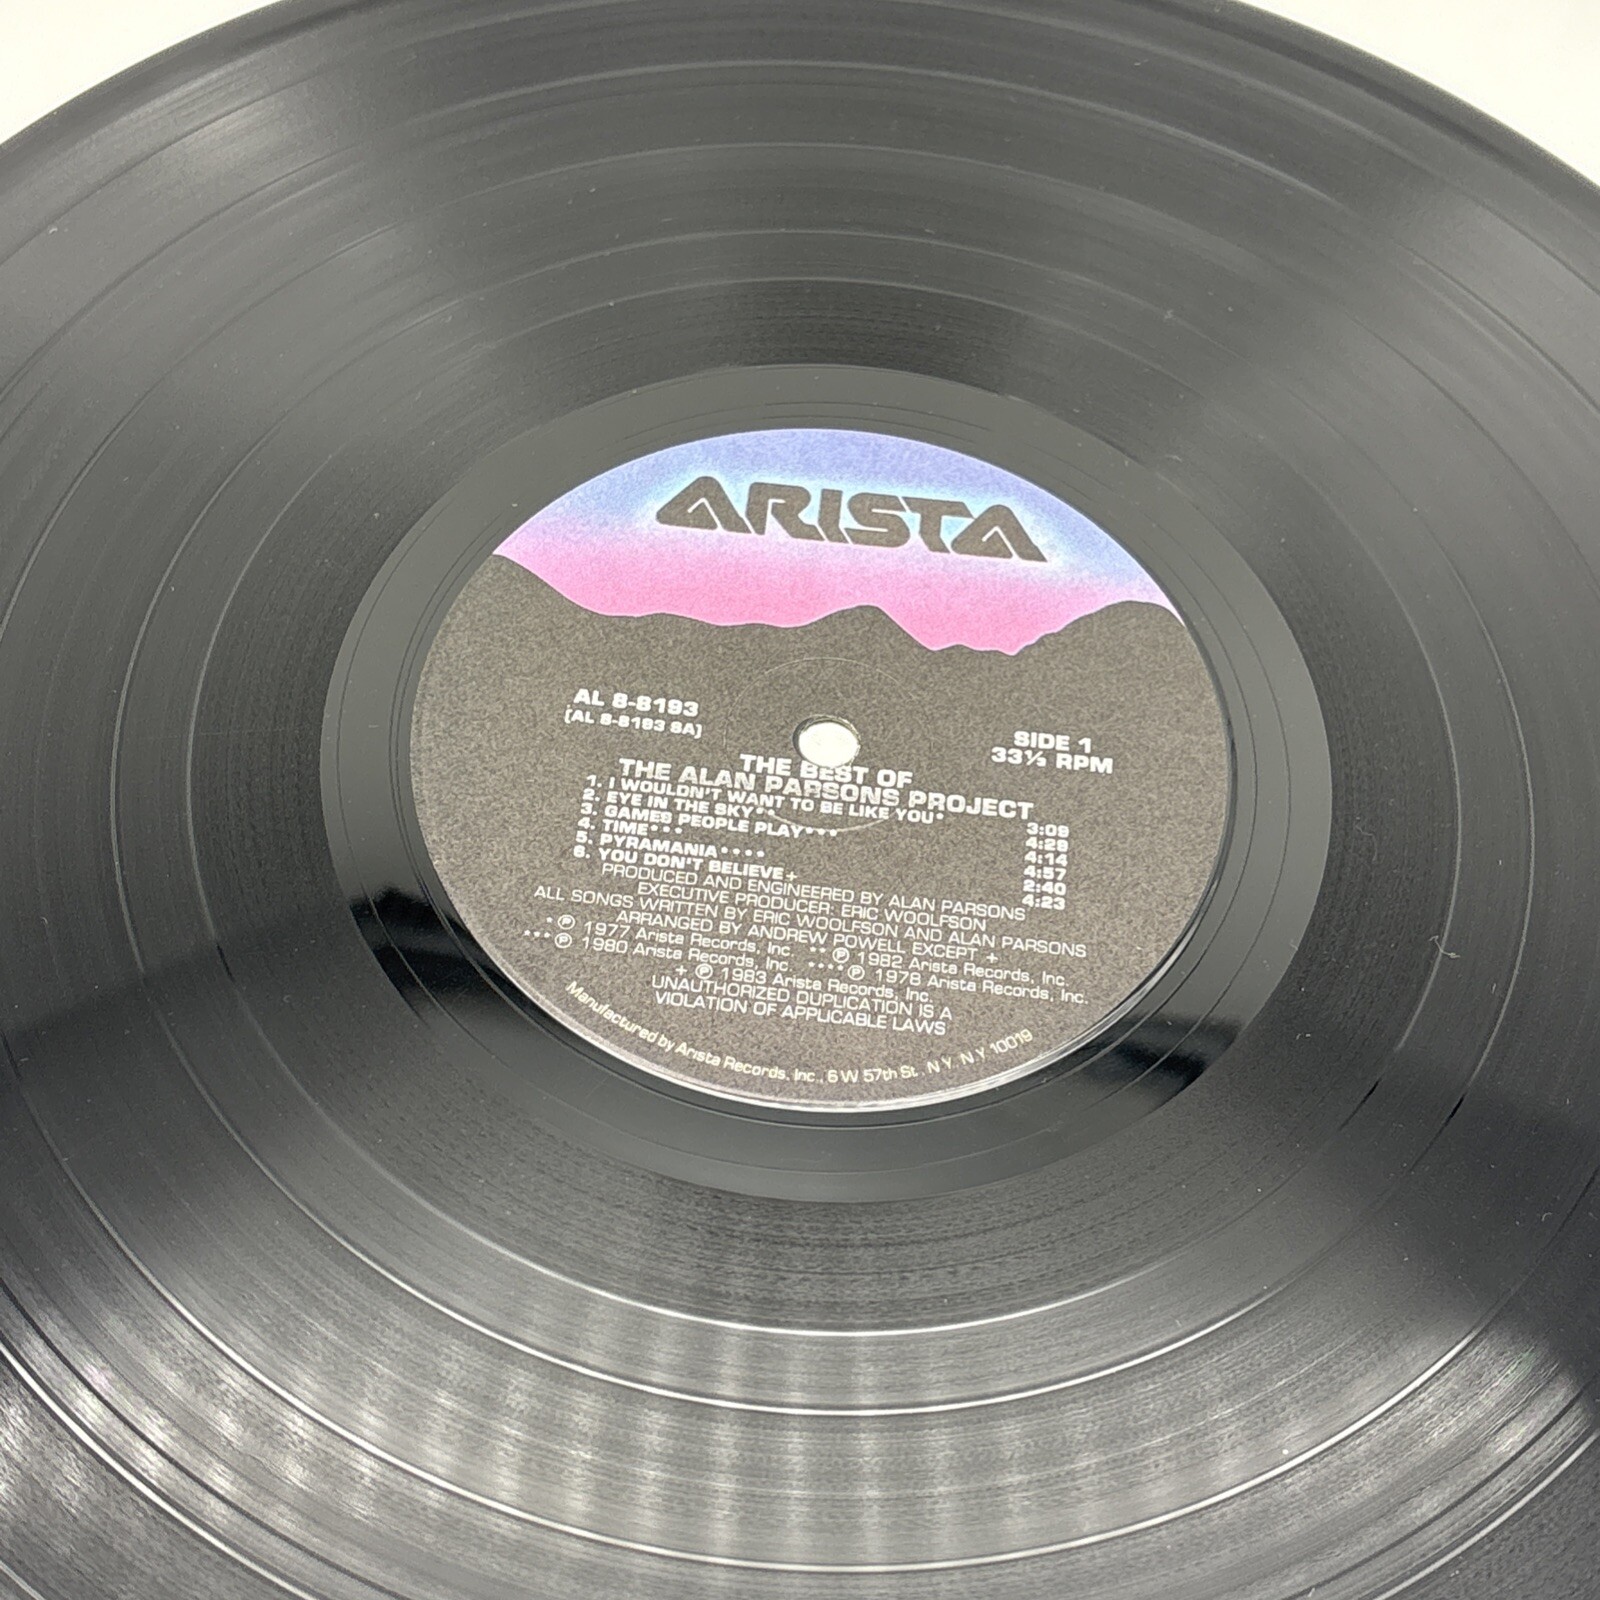 ARISTA
AL 8-8193
[AL 8-8193 SA]
SIDE 1
33⅓ RPM
THE BEST OF
THE ALAN PARSONS PROJECT
1. I WOULDN'T WANT TO BE LIKE YOU* 3:09
2. EYE IN THE SKY** 4:29
3. GAMES PEOPLE PLAY*** 4:14
4. TIME*** 4:57
5. PYRAMANIA**** 2:40
6. YOU DON'T BELIEVE+ 4:23
PRODUCED AND ENGINEERED BY ALAN PARSONS
EXECUTIVE PRODUCER: ERIC WOOLFSON
ALL SONGS WRITTEN BY ERIC WOOLFSON AND ALAN PARSONS
ARRANGED BY ANDREW POWELL EXCEPT +
* ℗ 1977 Arista Records, Inc. ** ℗ 1982 Arista Records, Inc.
*** ℗ 1980 Arista Records, Inc. **** ℗ 1978 Arista Records, Inc.
+ ℗ 1983 Arista Records, Inc.
UNAUTHORIZED DUPLICATION IS A
VIOLATION OF APPLICABLE LAWS
Manufactured by Arista Records, Inc., 6 W 57th St. N.Y. N.Y 10019